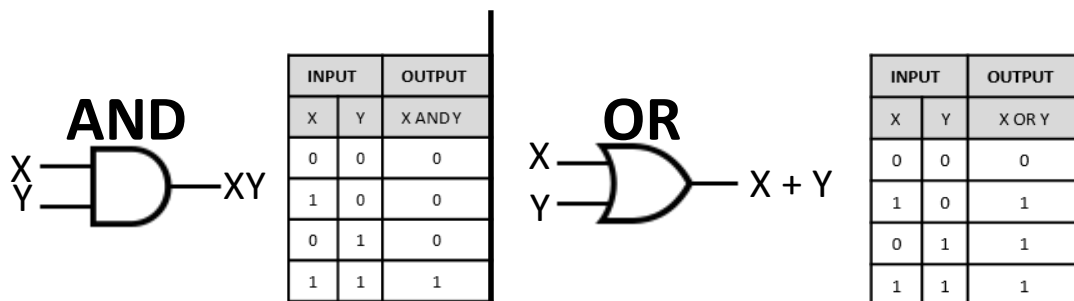 AND
X
Y
XY
INPUT OUTPUT
X Y X AND Y
0 0 0
1 0 0
0 1 0
1 1 1
OR
X
Y
X + Y
INPUT OUTPUT
X Y X OR Y
0 0 0
1 0 1
0 1 1
1 1 1